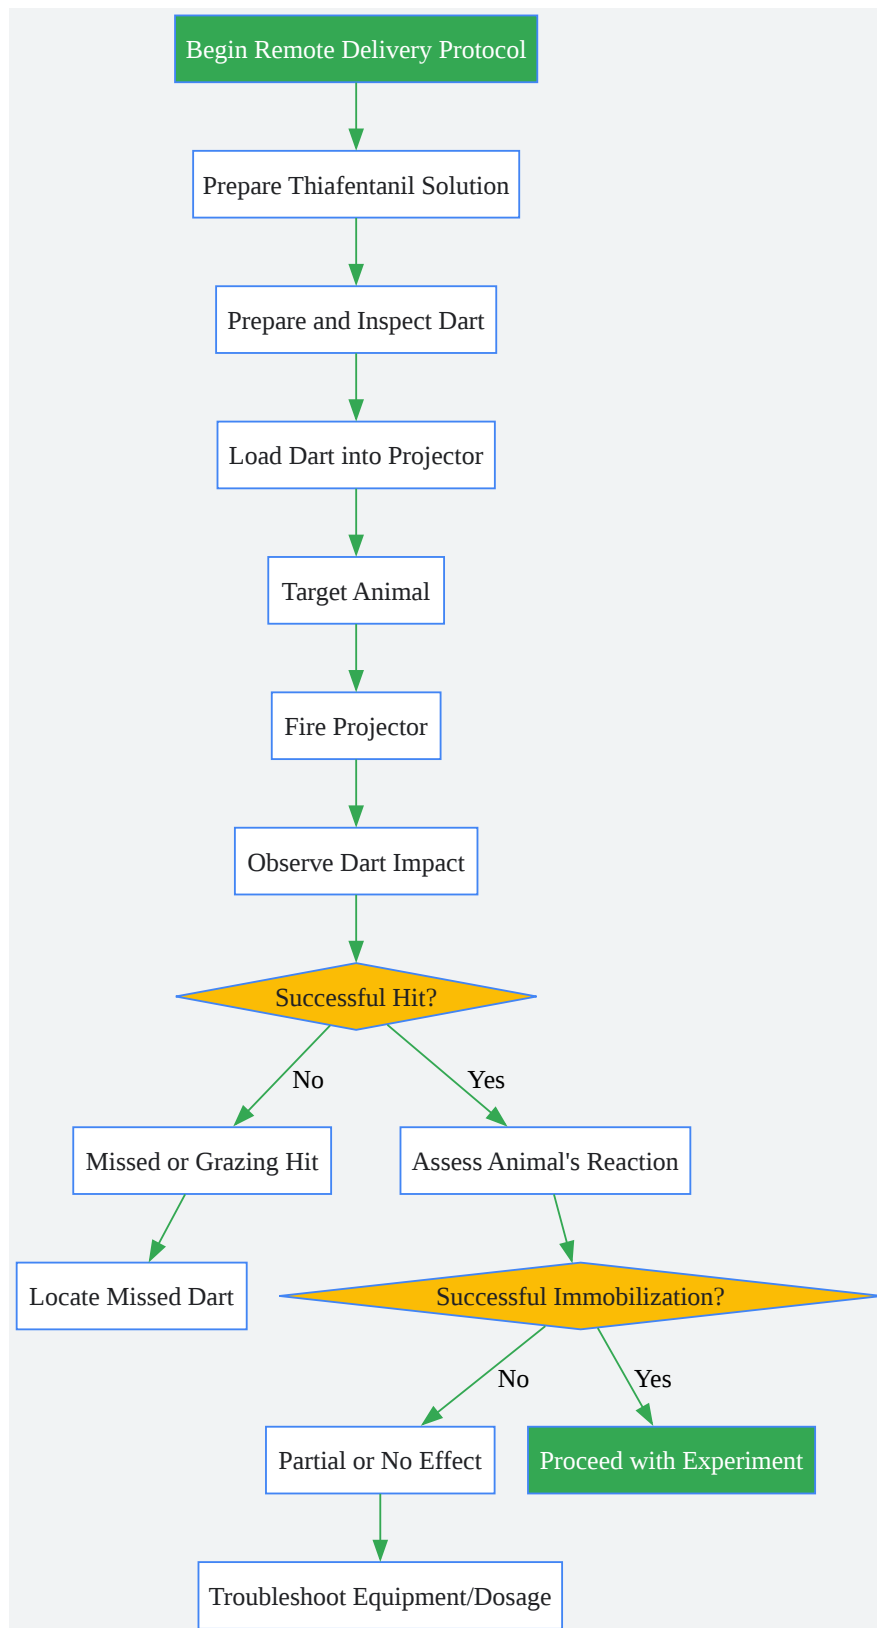 Begin Remote Delivery Protocol
Prepare Thiafentanil Solution
Prepare and Inspect Dart
Load Dart into Projector
Target Animal
Fire Projector
Observe Dart Impact
Successful Hit?
No
Yes
Missed or Grazing Hit
Assess Animal's Reaction
Locate Missed Dart
Successful Immobilization?
No
Yes
Partial or No Effect
Proceed with Experiment
Troubleshoot Equipment/Dosage